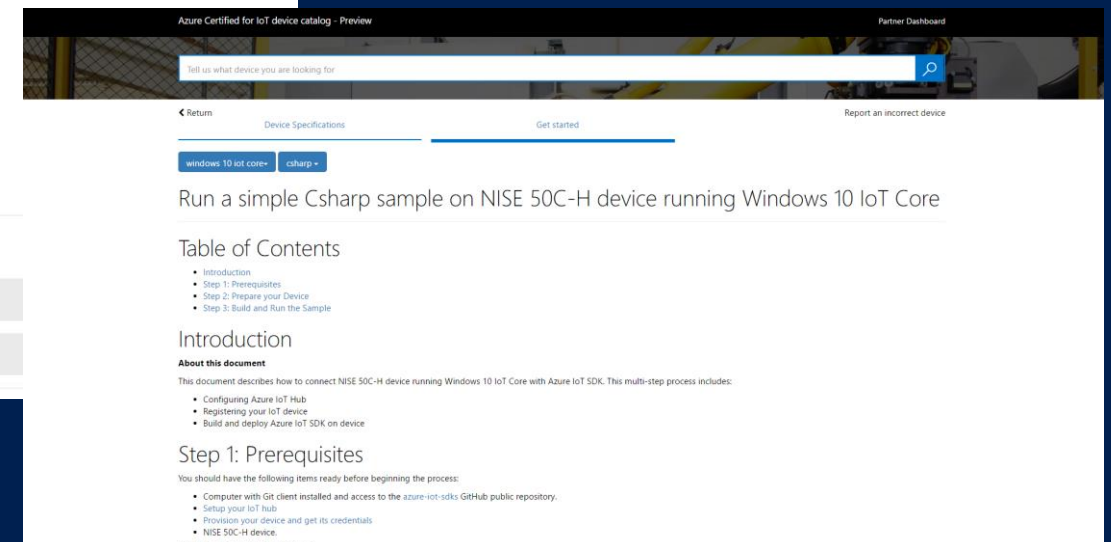 Azure Certified for IoT device catalog - Preview
Partner Dashboard
Tell us what device you are looking for
Return
Report an incorrect device
Device Specifications
Get started
windows 10 iot core
csharp
Run a simple Csharp sample on NISE 50C-H device running Windows 10 IoT Core
Table of Contents
• Introduction
• Step 1: Prerequisites
• Step 2: Prepare your Device
• Step 3: Build and Run the Sample
Introduction
About this document
This document describes how to connect NISE 50C-H device running Windows 10 IoT Core with Azure IoT SDK. This multi-step process includes:
• Configuring Azure IoT Hub
• Registering your IoT device
• Build and deploy Azure IoT SDK on device
Step 1: Prerequisites
You should have the following items ready before beginning the process:
• Computer with Git client installed and access to the azure-iot-sdks GitHub public repository.
• Setup your IoT hub
• Provision your device and get its credentials
• NISE 50C-H device.